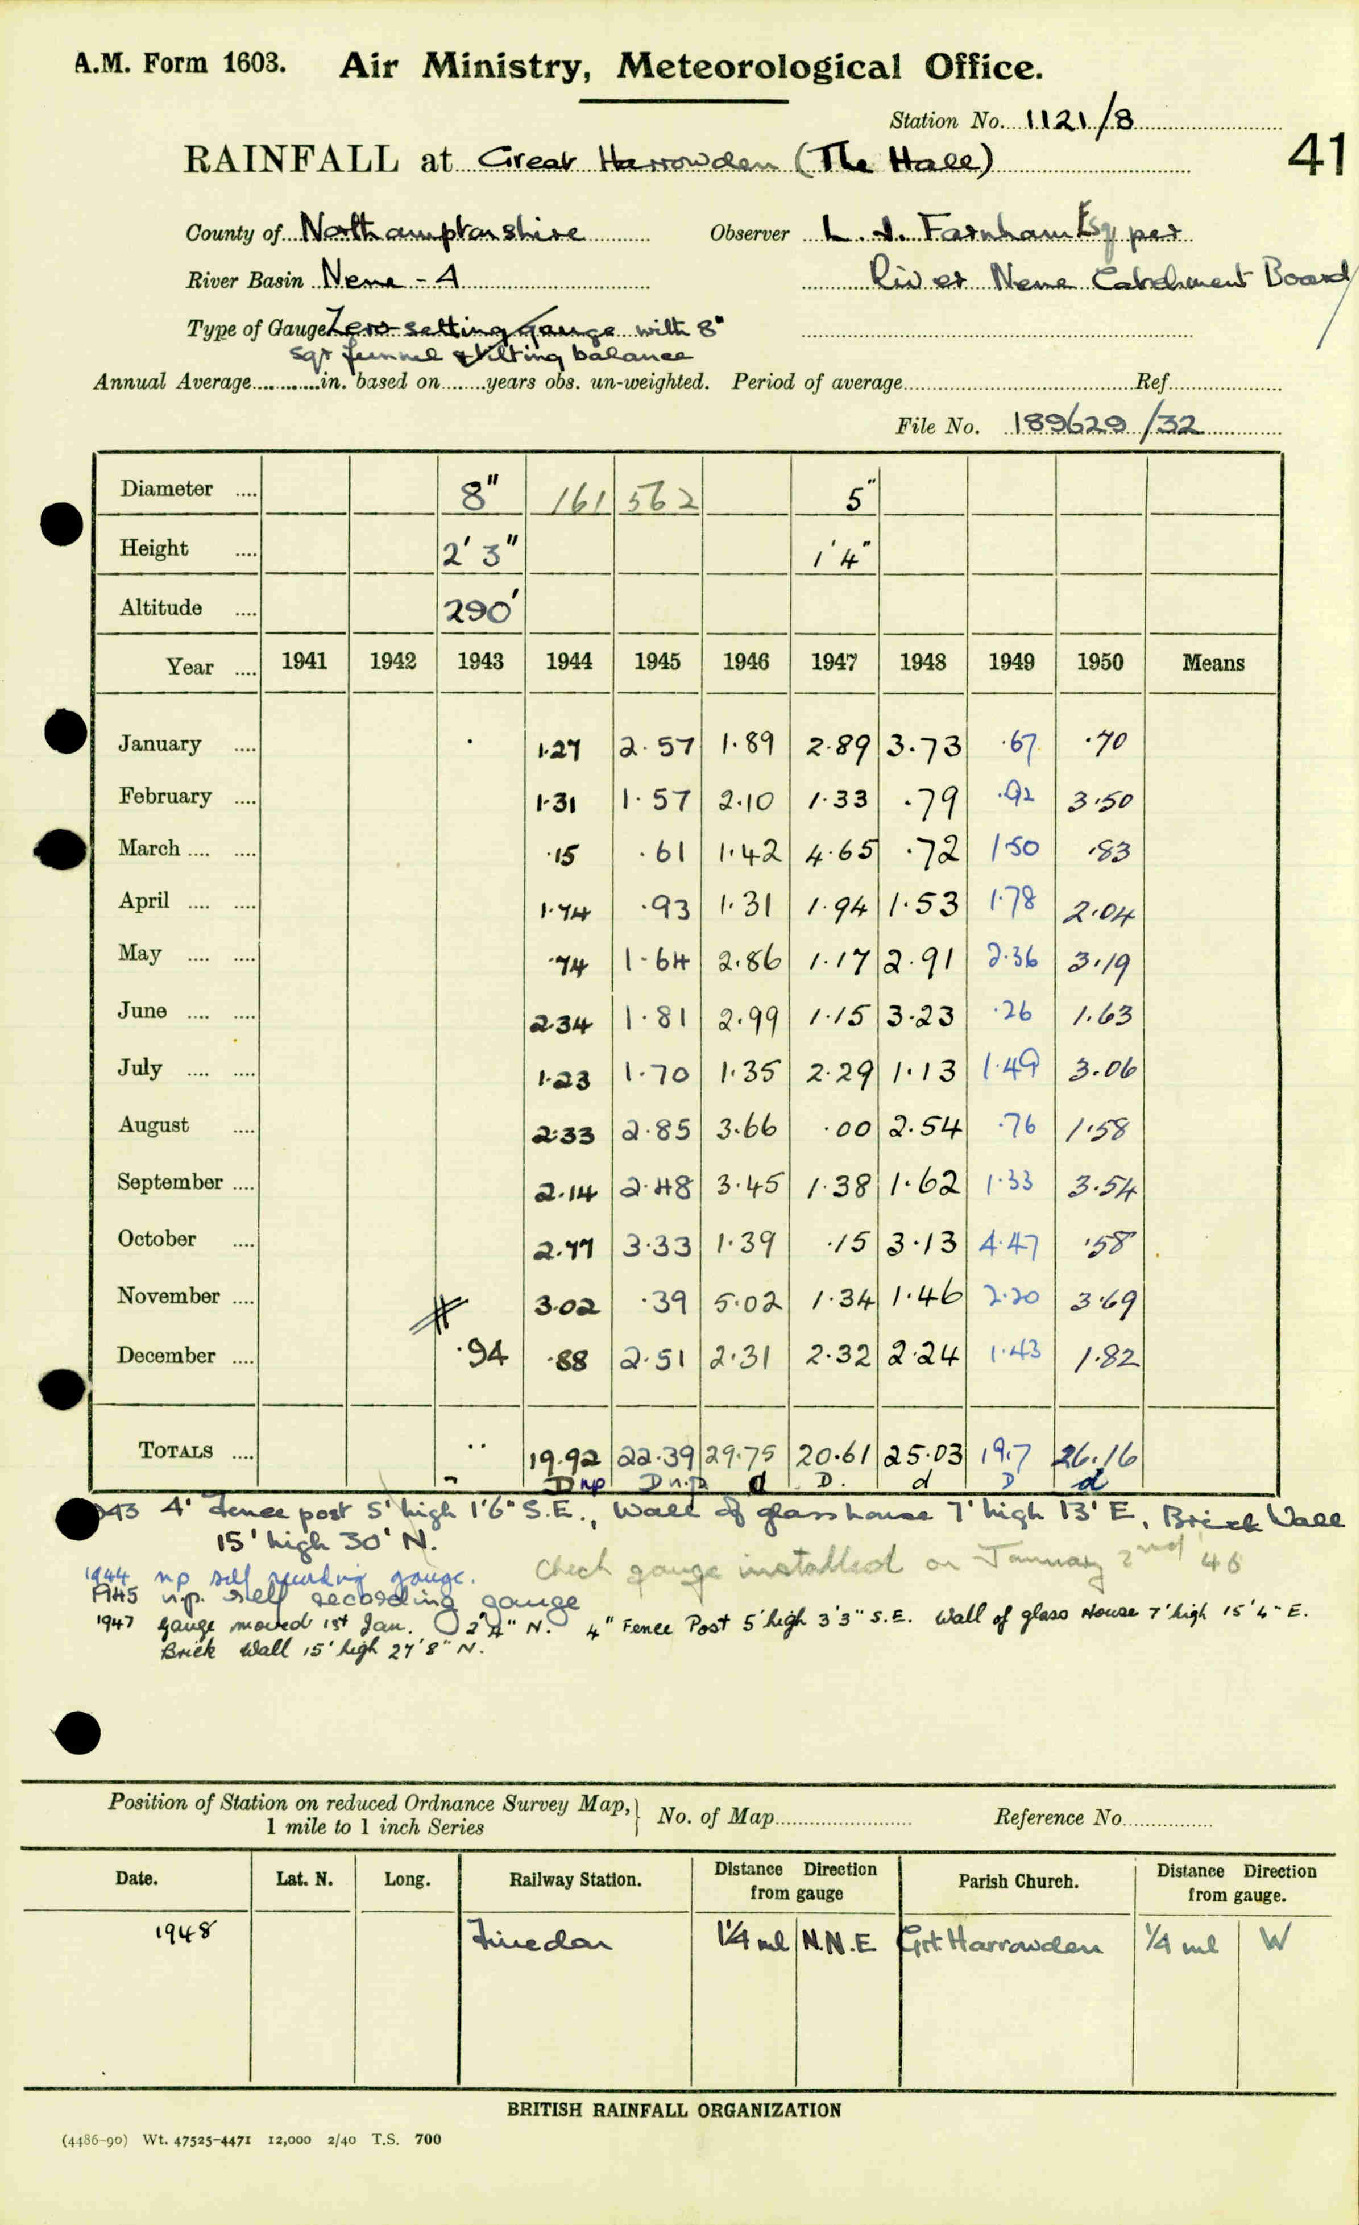 A.M. Form 1603. Air Ministry, Meteorological Office.
Station No. 1121/8
41
RAINFALL at Great Harrowden (The Hall)
County of Northamptonshire Observer L. J. Farnham Esq per
River Basin Nene - A River Nene Catchment Board
Type of Gauge Zero setting gauge with 8"
sqr funnel & tilting balance
Annual Average in. based on years obs. un-weighted. Period of average Ref
File No. 189629/32
Diameter 8" 161 562 5"
Height 2' 3" 1' 4"
Altitude 290'
Year 1941 1942 1943 1944 1945 1946 1947 1948 1949 1950 Means
January . 1.27 2.57 1.89 2.89 3.73 .67 .70
February 1.31 1.57 2.10 1.33 .79 .92 3.50
March .15 .61 1.42 4.65 .72 1.50 .83
April 1.74 .93 1.31 1.94 1.53 1.78 2.04
May .74 1.64 2.86 1.17 2.91 2.36 3.19
June 2.34 1.81 2.99 1.15 3.23 .26 1.63
July 1.23 1.70 1.35 2.29 1.13 1.49 3.06
August 2.33 2.85 3.66 .00 2.54 .76 1.58
September 2.14 2.48 3.45 1.38 1.62 1.33 3.54
October 2.77 3.33 1.39 .15 3.13 4.47 .58
November 3.02 .39 5.02 1.34 1.46 2.20 3.69
December .94 .88 2.51 2.31 2.32 2.24 1.43 1.82
TOTALS .. 19.92 22.39 29.75 20.61 25.03 19.7 26.16
D np D n.p. d D. d D d
943 4' Fence post 5' high 1'6" S.E., Wall of glasshouse 7' high 13' E, Brick Wall
15' high 30' N.
1944 np self recording gauge. Check gauge installed on January 2nd '46
1945 n.p. self recording gauge
1947 Gauge moved 1st Jan. 2'4" N. 4" Fence Post 5' high 3'3" S.E. Wall of glass House 7' high 15'4" E.
Brick Wall 15' high 27'8" N.
Position of Station on reduced Ordnance Survey Map, No. of Map Reference No.
1 mile to 1 inch Series
Date. Lat. N. Long. Railway Station. Distance Direction from gauge Parish Church. Distance Direction from gauge.
1948 Finedon 1¼ ml N.N.E Grt Harrowden ¼ ml W
BRITISH RAINFALL ORGANIZATION
(4486-90) Wt. 47525-4471 12,000 2/40 T.S. 700